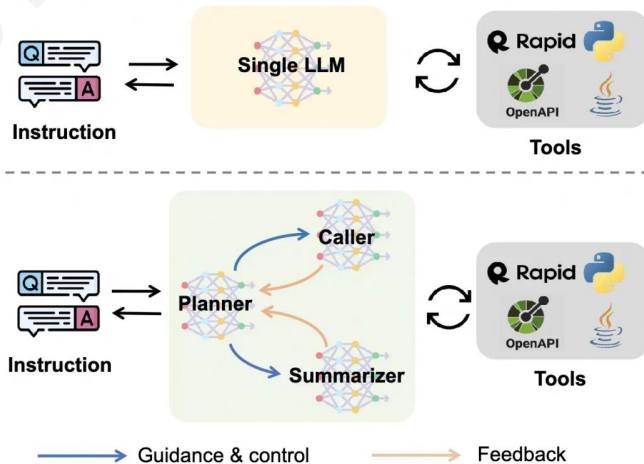 Q
A
Instruction
Single LLM
Rapid
OpenAPI
Tools
Q
A
Instruction
Planner
Caller
Summarizer
Rapid
OpenAPI
Tools
Guidance & control
Feedback